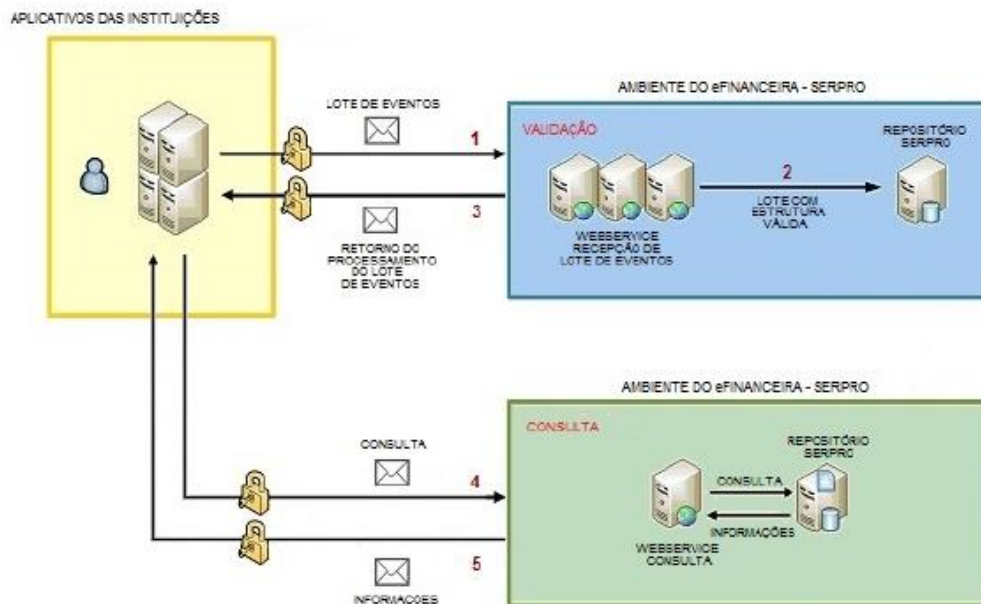 APLICATIVOS DAS INSTITUIÇÕES
AMBIENTE DO eFINANCEIRA - SERPRO
LOTE DE EVENTOS
1
VALIDAÇÃO
REPOSITÓRIO
SERPRO
2
LOTE COM
ESTRUTURA
VÁLIDA
3
RETORNO DO
PROCESSAMENTO
DO LOTE
DE EVENTOS
WEBSERVICE
RECEPÇÃO DE
LOTE DE EVENTOS
AMBIENTE DO eFINANCEIRA - SERPRO
CONSULTA
4
CONSULTA
REPOSITÓRIO
SERPRO
CONSULTA
INFORMAÇÕES
WEBSERVICE
CONSULTA
5
INFORMAÇÕES